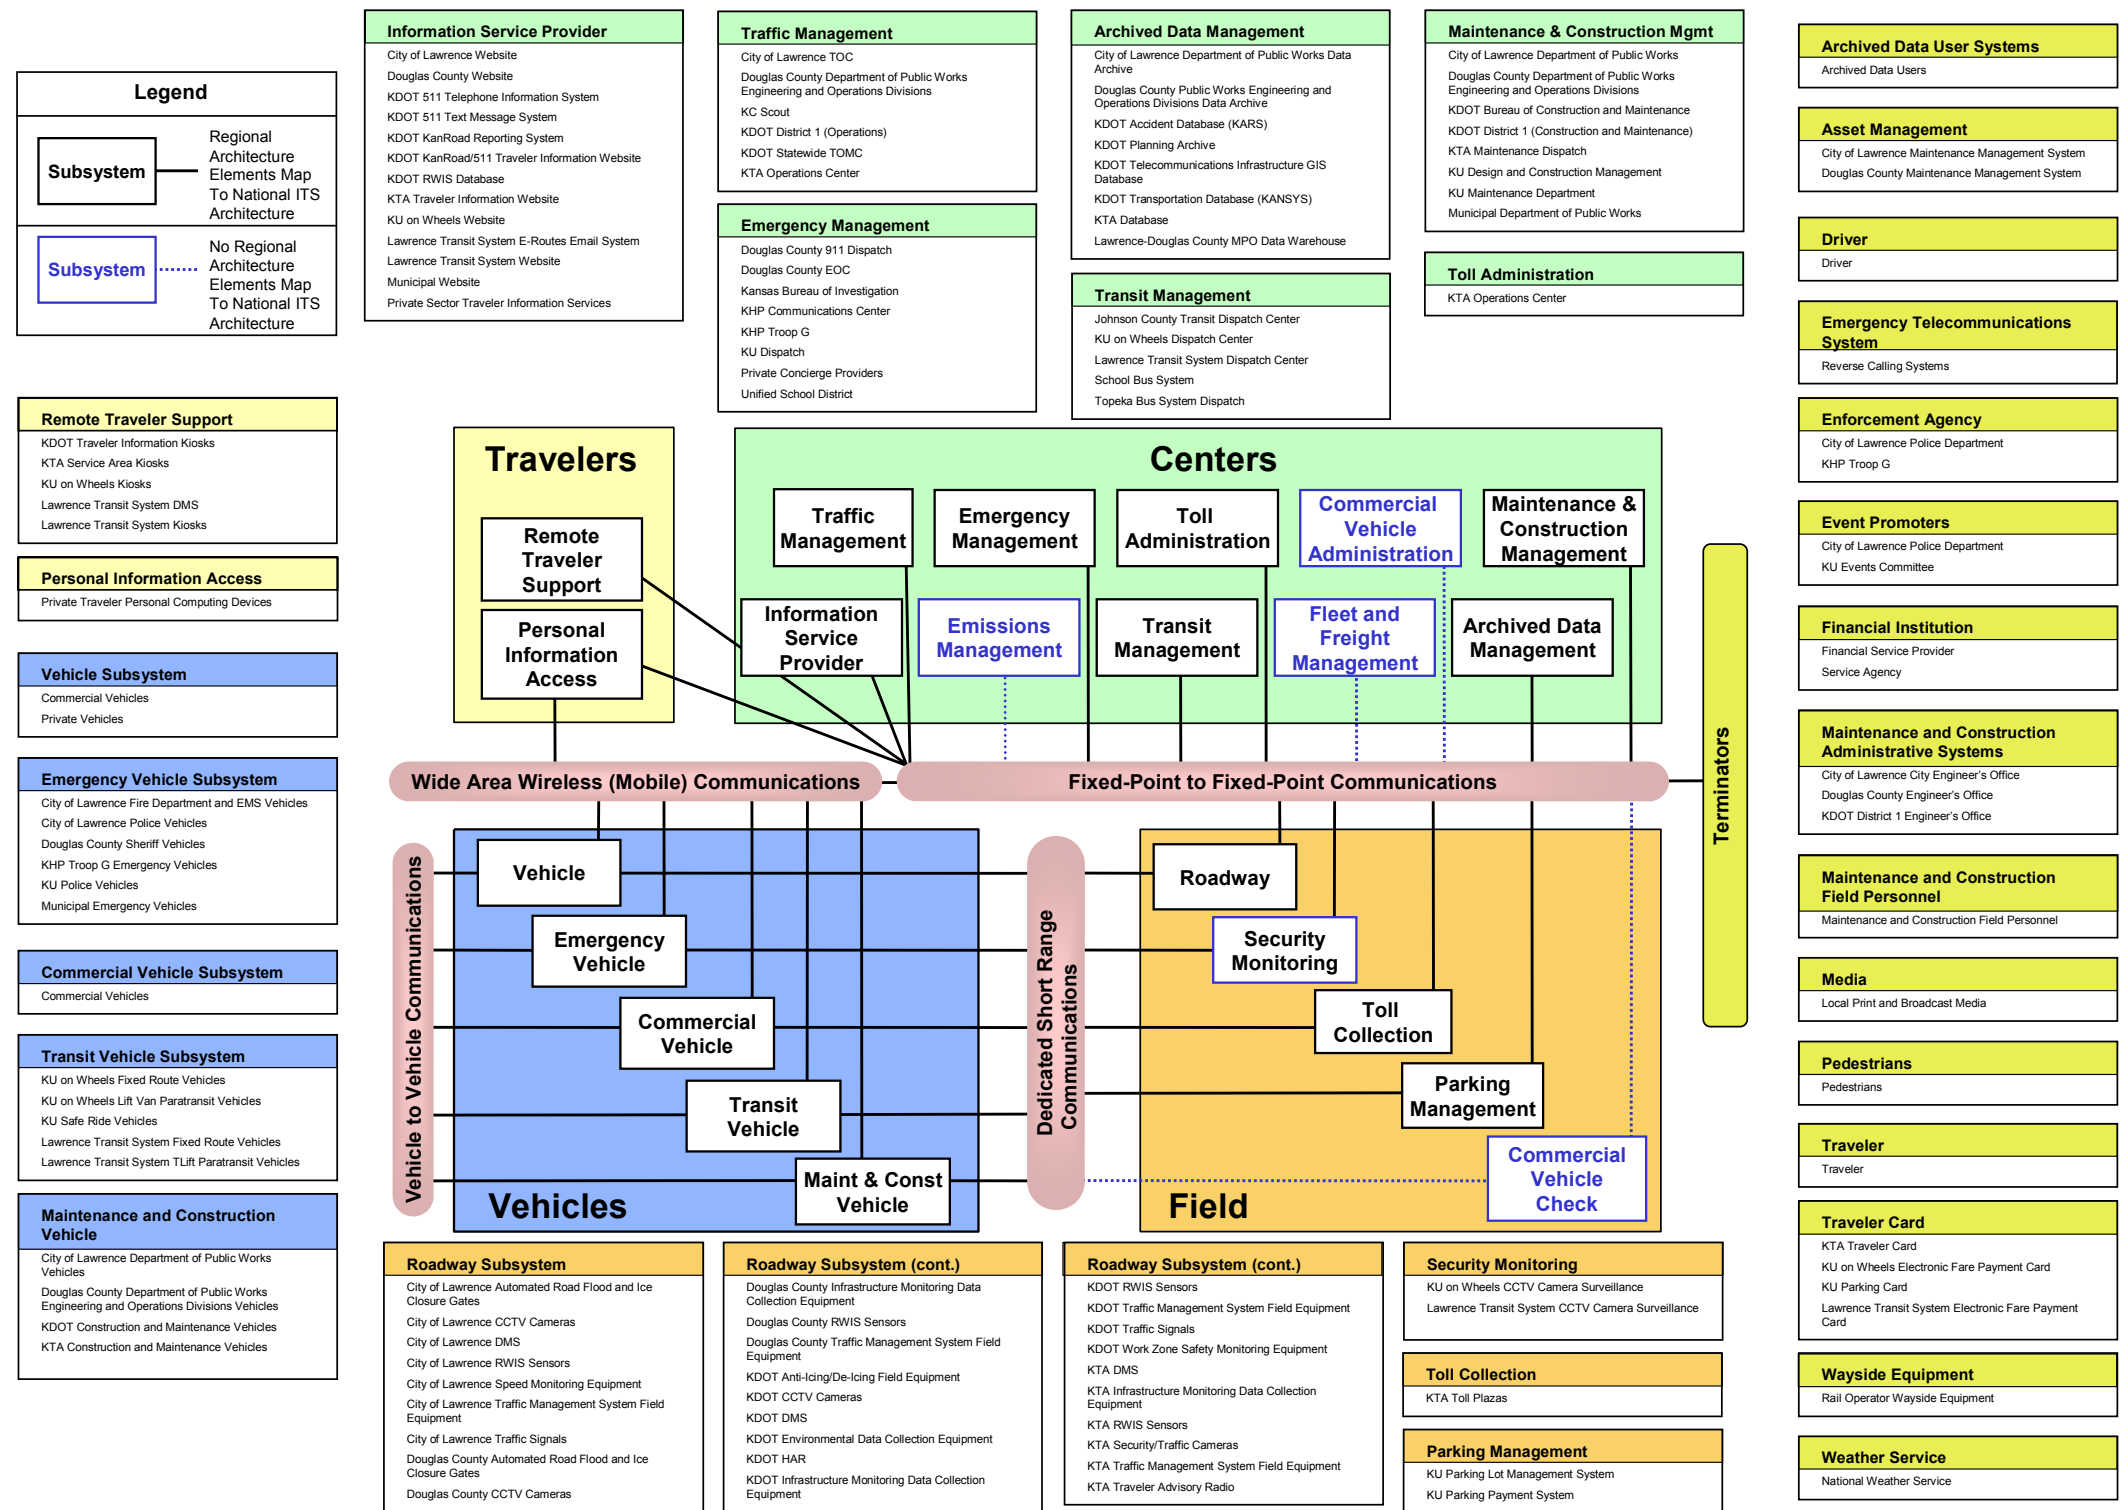 Legend
Subsystem
Regional
Architecture
Elements Map
To National ITS
Architecture
Subsystem
No Regional
Architecture
Elements Map
To National ITS
Architecture
Information Service Provider
City of Lawrence Website
Douglas County Website
KDOT 511 Telephone Information System
KDOT 511 Text Message System
KDOT KanRoad Reporting System
KDOT KanRoad/511 Traveler Information Website
KDOT RWIS Database
KTA Traveler Information Website
KU on Wheels Website
Lawrence Transit System E-Routes Email System
Lawrence Transit System Website
Municipal Website
Private Sector Traveler Information Services
Traffic Management
City of Lawrence TOC
Douglas County Department of Public Works
Engineering and Operations Divisions
KC Scout
KDOT District 1 (Operations)
KDOT Statewide TOMC
KTA Operations Center
Emergency Management
Douglas County 911 Dispatch
Douglas County EOC
Kansas Bureau of Investigation
KHP Communications Center
KHP Troop G
KU Dispatch
Private Concierge Providers
Unified School District
Archived Data Management
City of Lawrence Department of Public Works Data
Archive
Douglas County Public Works Engineering and
Operations Divisions Data Archive
KDOT Accident Database (KARS)
KDOT Planning Archive
KDOT Telecommunications Infrastructure GIS
Database
KDOT Transportation Database (KANSYS)
KTA Database
Lawrence-Douglas County MPO Data Warehouse
Transit Management
Johnson County Transit Dispatch Center
KU on Wheels Dispatch Center
Lawrence Transit System Dispatch Center
School Bus System
Topeka Bus System Dispatch
Maintenance & Construction Mgmt
City of Lawrence Department of Public Works
Douglas County Department of Public Works
Engineering and Operations Divisions
KDOT Bureau of Construction and Maintenance
KDOT District 1 (Construction and Maintenance)
KTA Maintenance Dispatch
KU Design and Construction Management
KU Maintenance Department
Municipal Department of Public Works
Toll Administration
KTA Operations Center
Archived Data User Systems
Archived Data Users
Asset Management
City of Lawrence Maintenance Management System
Douglas County Maintenance Management System
Driver
Driver
Emergency Telecommunications
System
Reverse Calling Systems
Enforcement Agency
City of Lawrence Police Department
KHP Troop G
Event Promoters
City of Lawrence Police Department
KU Events Committee
Financial Institution
Financial Service Provider
Service Agency
Maintenance and Construction
Administrative Systems
City of Lawrence City Engineer's Office
Douglas County Engineer's Office
KDOT District 1 Engineer's Office
Maintenance and Construction
Field Personnel
Maintenance and Construction Field Personnel
Media
Local Print and Broadcast Media
Pedestrians
Pedestrians
Traveler
Traveler
Traveler Card
KTA Traveler Card
KU on Wheels Electronic Fare Payment Card
KU Parking Card
Lawrence Transit System Electronic Fare Payment
Card
Wayside Equipment
Rail Operator Wayside Equipment
Weather Service
National Weather Service
Remote Traveler Support
KDOT Traveler Information Kiosks
KTA Service Area Kiosks
KU on Wheels Kiosks
Lawrence Transit System DMS
Lawrence Transit System Kiosks
Personal Information Access
Private Traveler Personal Computing Devices
Vehicle Subsystem
Commercial Vehicles
Private Vehicles
Emergency Vehicle Subsystem
City of Lawrence Fire Department and EMS Vehicles
City of Lawrence Police Vehicles
Douglas County Sheriff Vehicles
KHP Troop G Emergency Vehicles
KU Police Vehicles
Municipal Emergency Vehicles
Commercial Vehicle Subsystem
Commercial Vehicles
Transit Vehicle Subsystem
KU on Wheels Fixed Route Vehicles
KU on Wheels Lift Van Paratransit Vehicles
KU Safe Ride Vehicles
Lawrence Transit System Fixed Route Vehicles
Lawrence Transit System TLift Paratransit Vehicles
Maintenance and Construction
Vehicle
City of Lawrence Department of Public Works
Vehicles
Douglas County Department of Public Works
Engineering and Operations Divisions Vehicles
KDOT Construction and Maintenance Vehicles
KTA Construction and Maintenance Vehicles
Travelers
Remote
Traveler
Support
Personal
Information
Access
Centers
Traffic
Management
Emergency
Management
Toll
Administration
Commercial
Vehicle
Administration
Maintenance &
Construction
Management
Information
Service
Provider
Emissions
Management
Transit
Management
Fleet and
Freight
Management
Archived Data
Management
Terminators
Wide Area Wireless (Mobile) Communications
Fixed-Point to Fixed-Point Communications
Vehicle to Vehicle Communications
Vehicle
Emergency
Vehicle
Commercial
Vehicle
Transit
Vehicle
Maint & Const
Vehicle
Vehicles
Dedicated Short Range
Communications
Roadway
Security
Monitoring
Toll
Collection
Parking
Management
Commercial
Vehicle
Check
Field
Roadway Subsystem
City of Lawrence Automated Road Flood and Ice
Closure Gates
City of Lawrence CCTV Cameras
City of Lawrence DMS
City of Lawrence RWIS Sensors
City of Lawrence Speed Monitoring Equipment
City of Lawrence Traffic Management System Field
Equipment
City of Lawrence Traffic Signals
Douglas County Automated Road Flood and Ice
Closure Gates
Douglas County CCTV Cameras
Roadway Subsystem (cont.)
Douglas County Infrastructure Monitoring Data
Collection Equipment
Douglas County RWIS Sensors
Douglas County Traffic Management System Field
Equipment
KDOT Anti-Icing/De-Icing Field Equipment
KDOT CCTV Cameras
KDOT DMS
KDOT Environmental Data Collection Equipment
KDOT HAR
KDOT Infrastructure Monitoring Data Collection
Equipment
Roadway Subsystem (cont.)
KDOT RWIS Sensors
KDOT Traffic Management System Field Equipment
KDOT Traffic Signals
KDOT Work Zone Safety Monitoring Equipment
KTA DMS
KTA Infrastructure Monitoring Data Collection
Equipment
KTA RWIS Sensors
KTA Security/Traffic Cameras
KTA Traffic Management System Field Equipment
KTA Traveler Advisory Radio
Security Monitoring
KU on Wheels CCTV Camera Surveillance
Lawrence Transit System CCTV Camera Surveillance
Toll Collection
KTA Toll Plazas
Parking Management
KU Parking Lot Management System
KU Parking Payment System